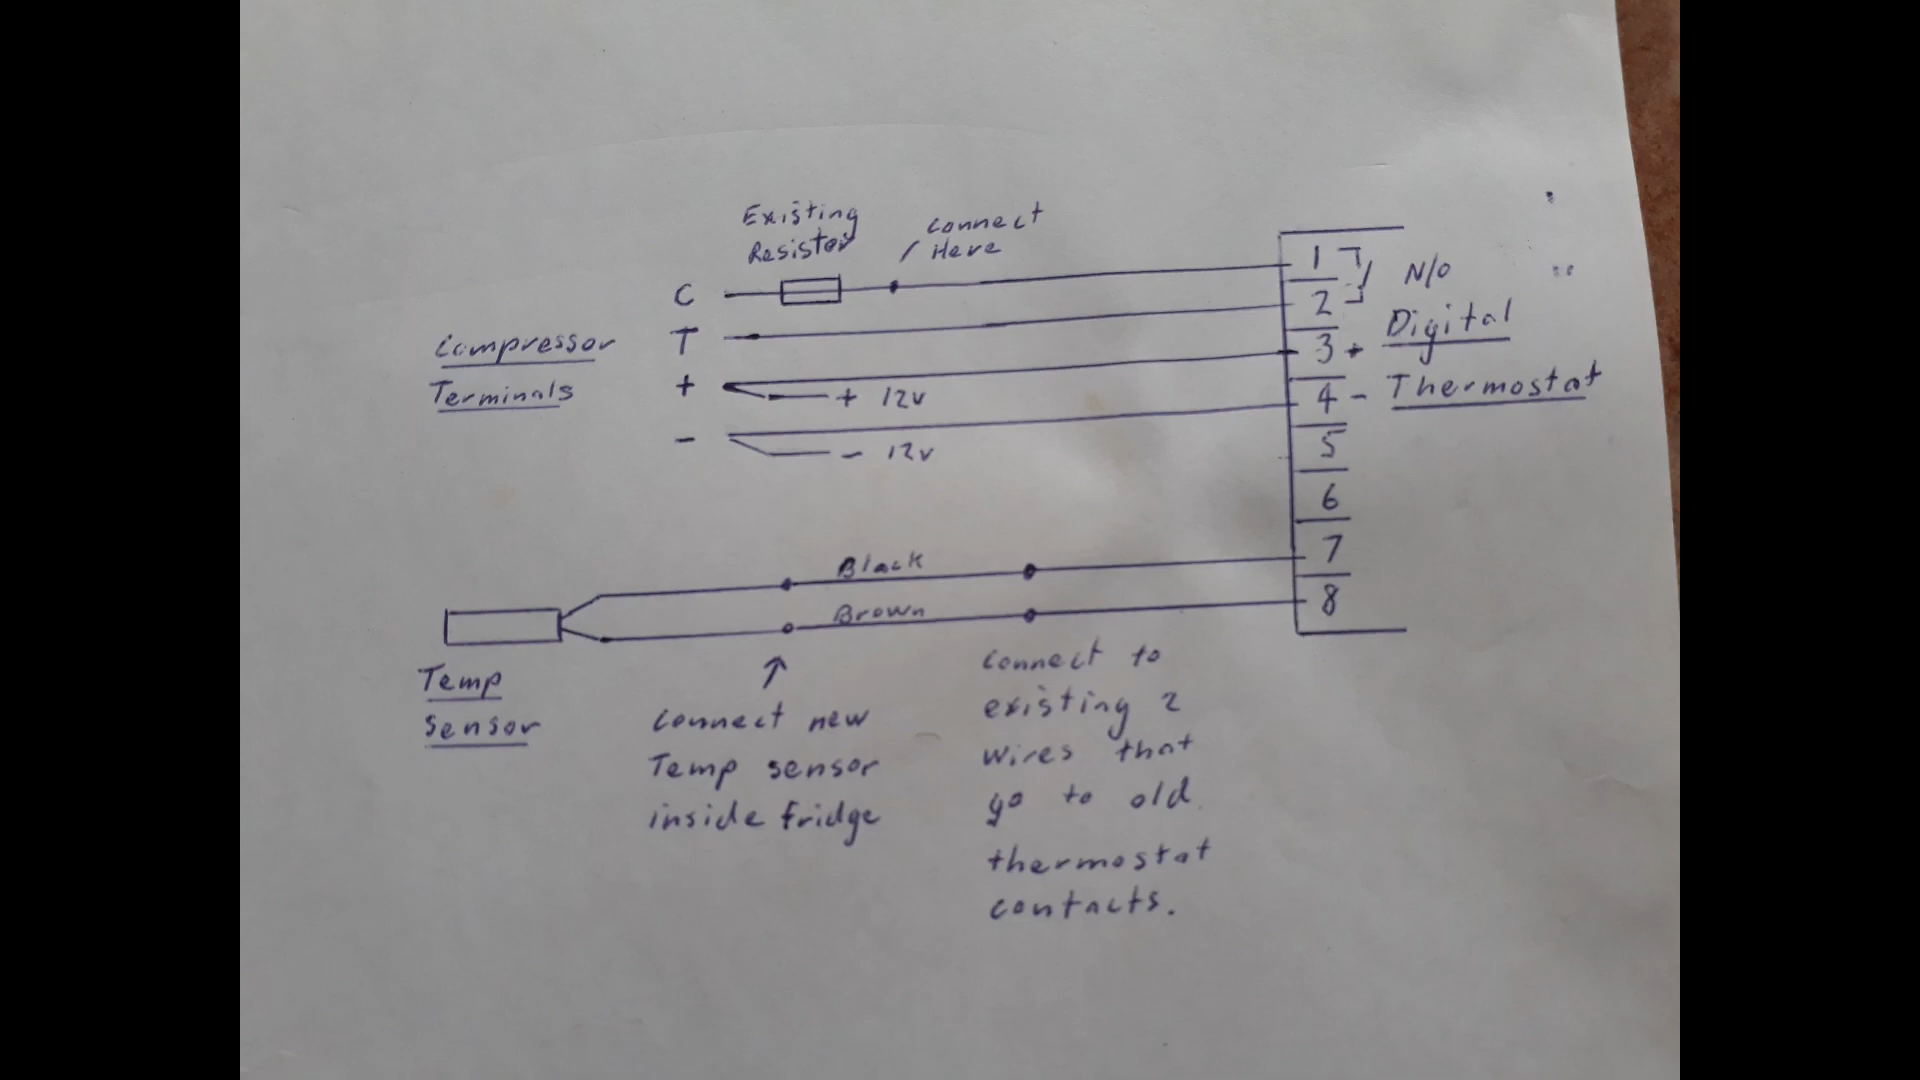 Existing
Resistor
Connect
Here
C
T
+
-
Compressor
Terminals
+ 12v
- 12v
1
2
3 +
4 -
5
6
7
8
N/O
Digital
Thermostat
Black
Brown
Temp
Sensor
Connect new
Temp sensor
inside fridge
Connect to
existing 2
wires that
go to old
thermostat
contacts.